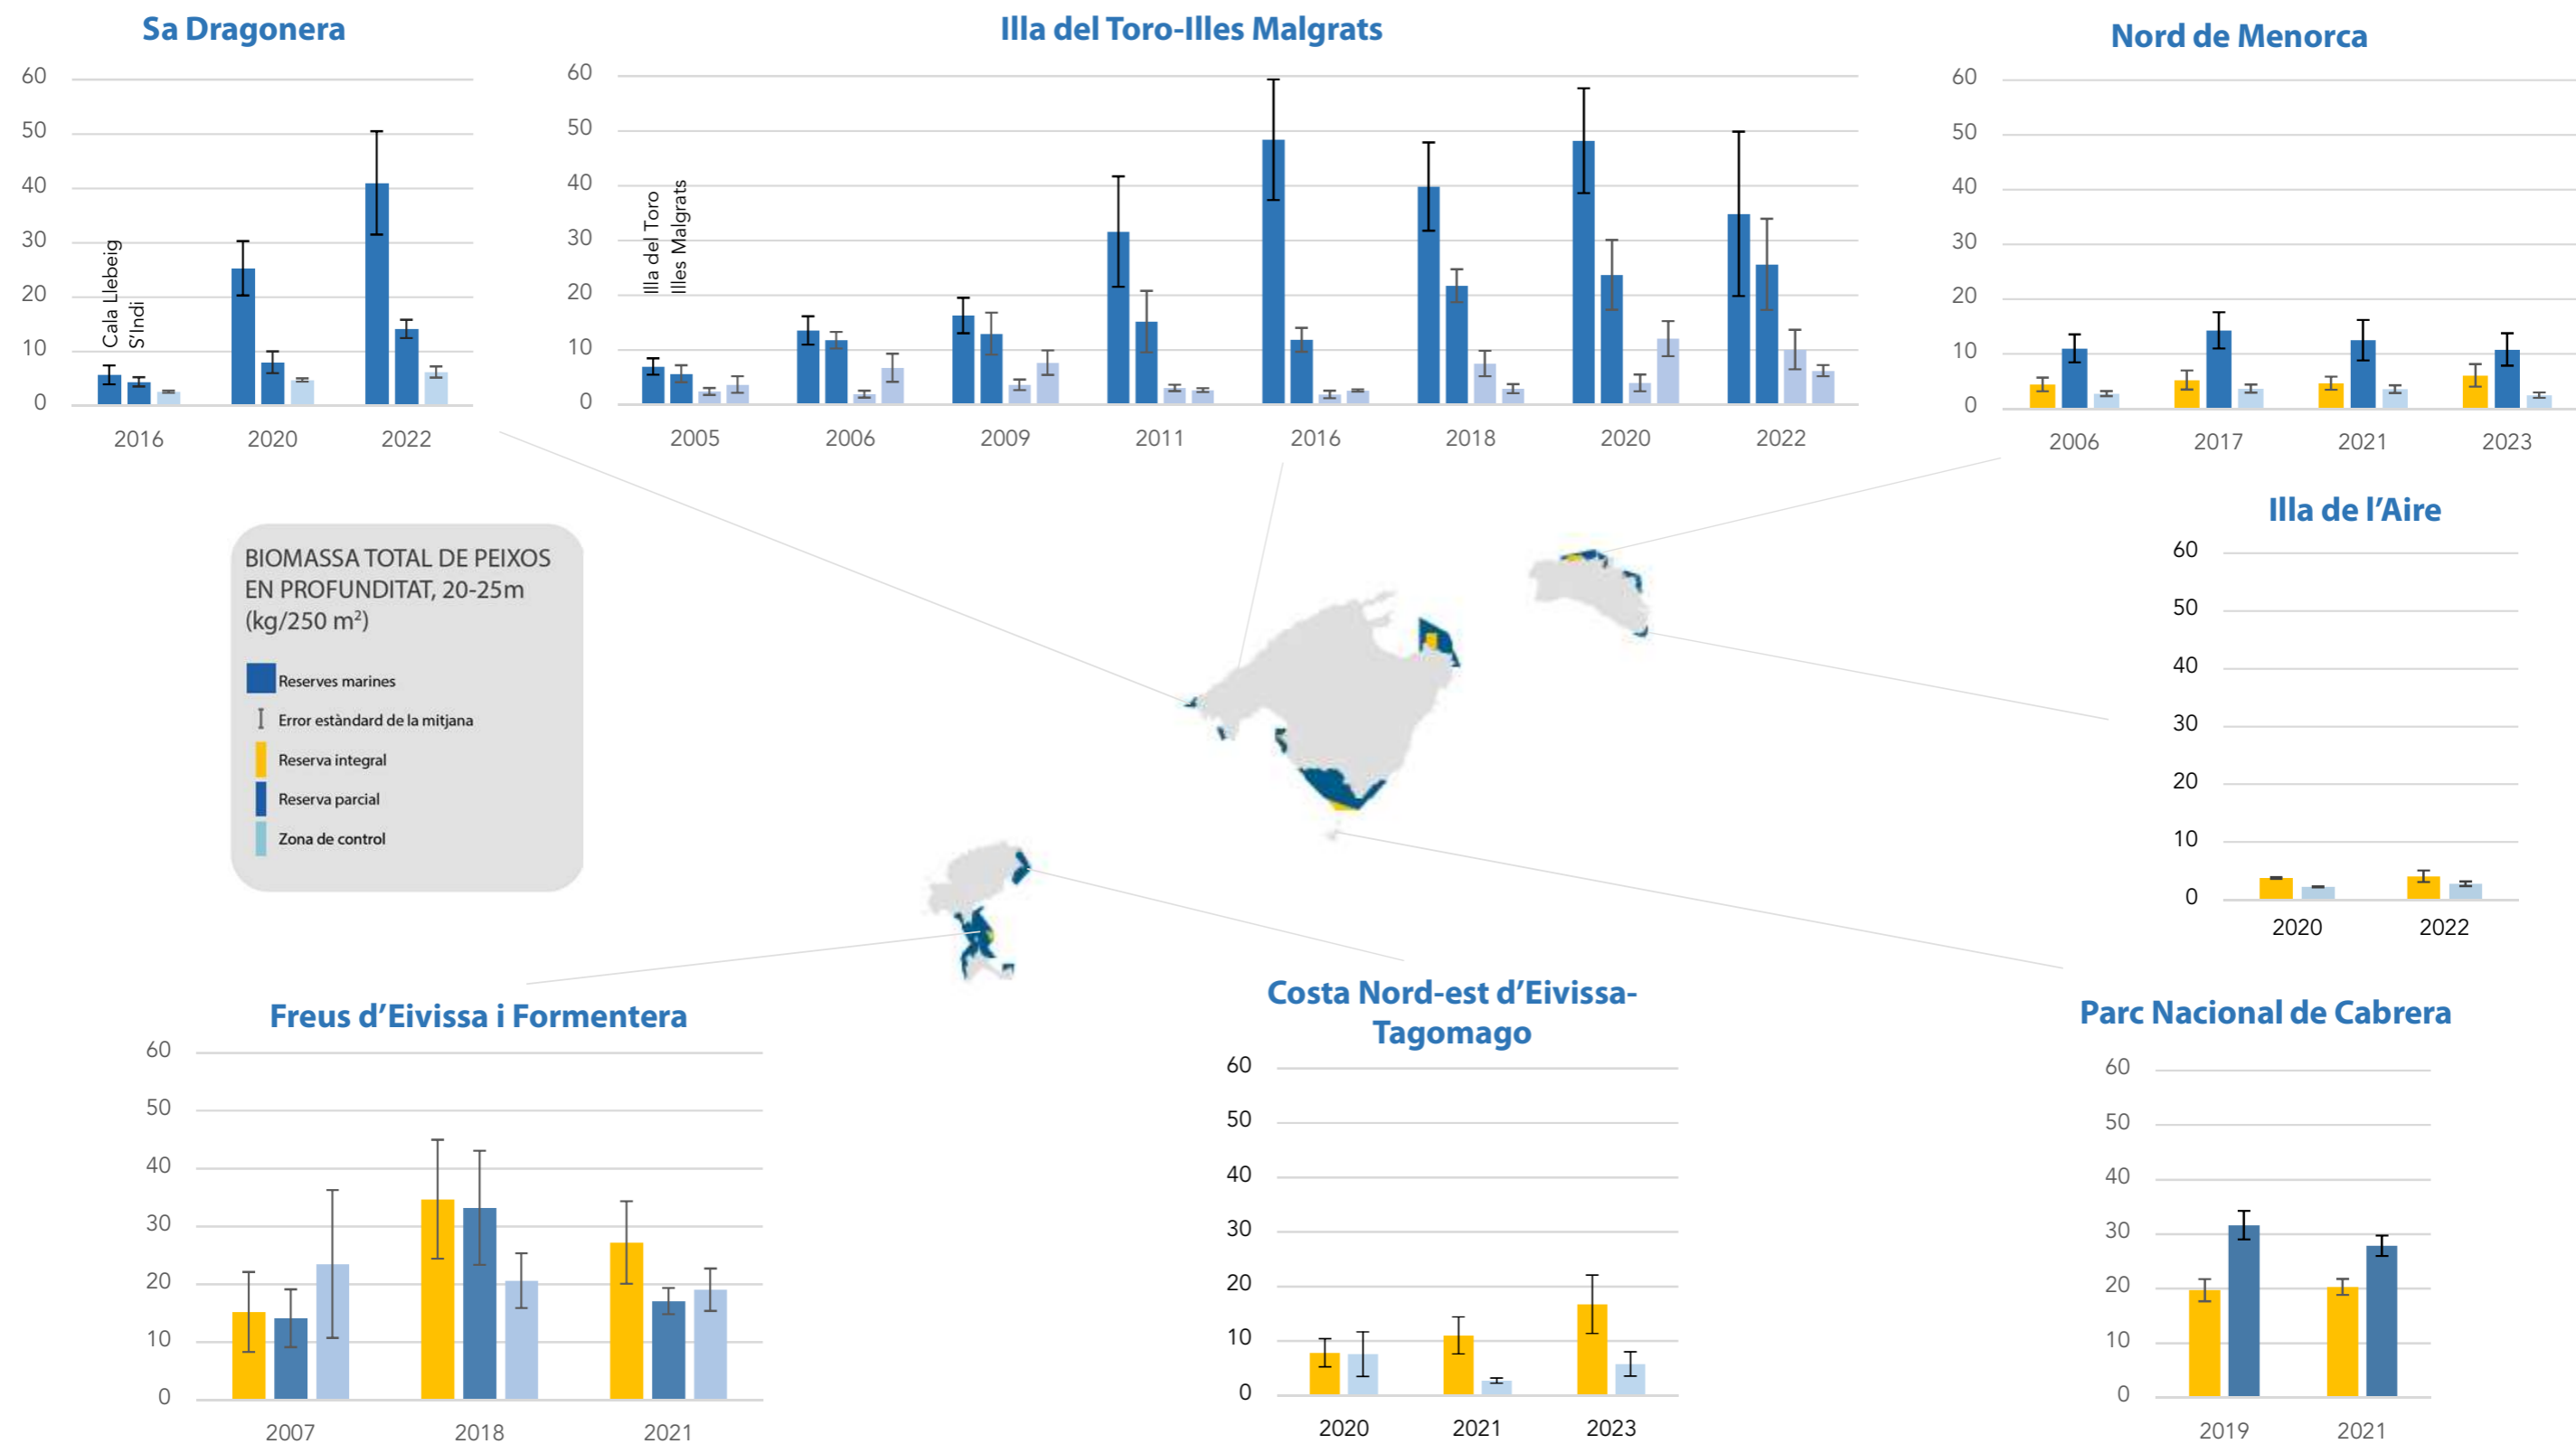 Sa Dragonera
60
50
40
30
20
10
0
Cala Llebeig
S'Indi
2016 2020 2022
Illa del Toro-Illes Malgrats
60
50
40
30
20
10
0
Illa del Toro
Illes Malgrats
2005 2006 2009 2011 2016 2018 2020 2022
Nord de Menorca
60
50
40
30
20
10
0
2006 2017 2021 2023
BIOMASSA TOTAL DE PEIXOS
EN PROFUNDITAT, 20-25m
(kg/250 m²)
Reserves marines
Error estàndard de la mitjana
Reserva integral
Reserva parcial
Zona de control
Illa de l'Aire
60
50
40
30
20
10
0
2020 2022
Freus d'Eivissa i Formentera
60
50
40
30
20
10
0
2007 2018 2021
Costa Nord-est d'Eivissa-
Tagomago
60
50
40
30
20
10
0
2020 2021 2023
Parc Nacional de Cabrera
60
50
40
30
20
10
0
2019 2021